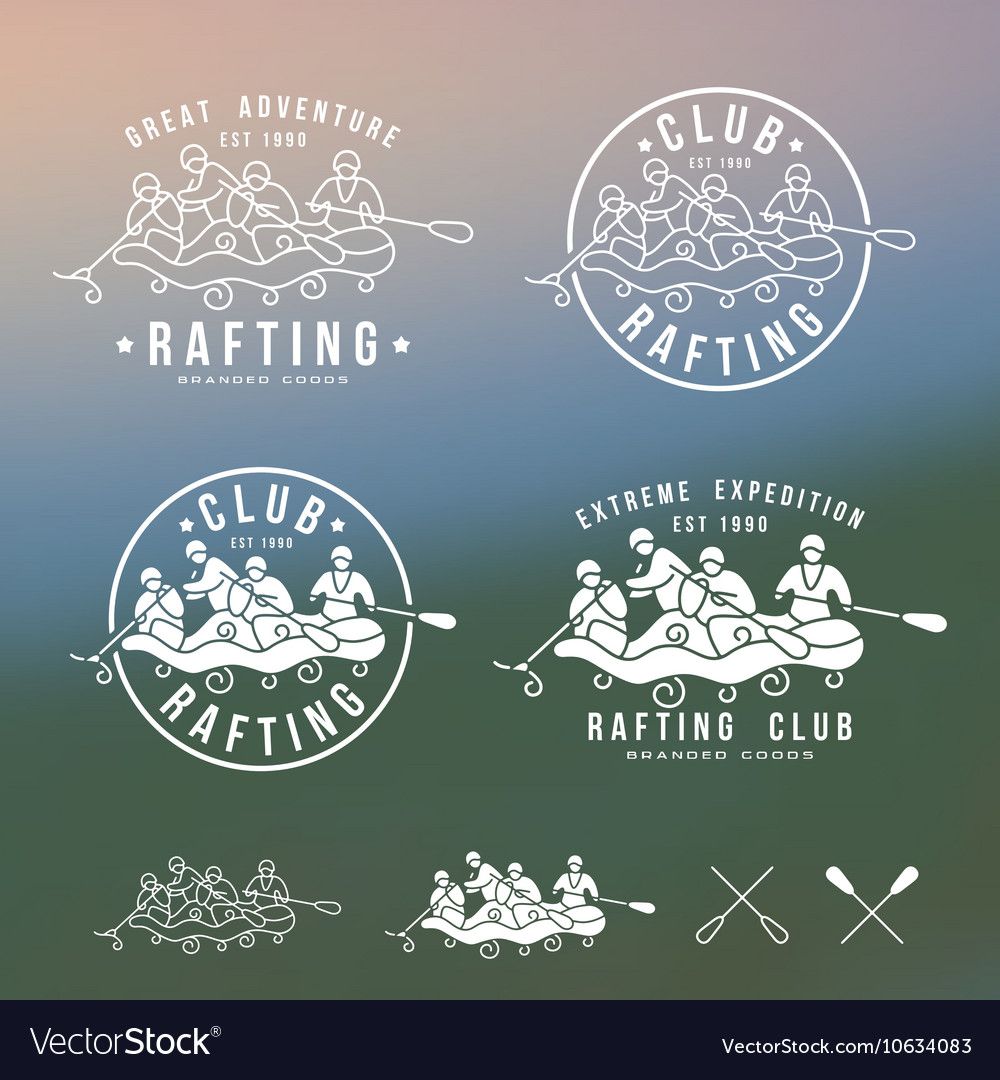 GREAT ADVENTURE
EST 1990
RAFTING
BRANDED GOODS
CLUB
EST 1990
RAFTING
CLUB
EST 1990
RAFTING
EXTREME EXPEDITION
EST 1990
RAFTING CLUB
BRANDED GOODS
VectorStock®
VectorStock.com/10634083